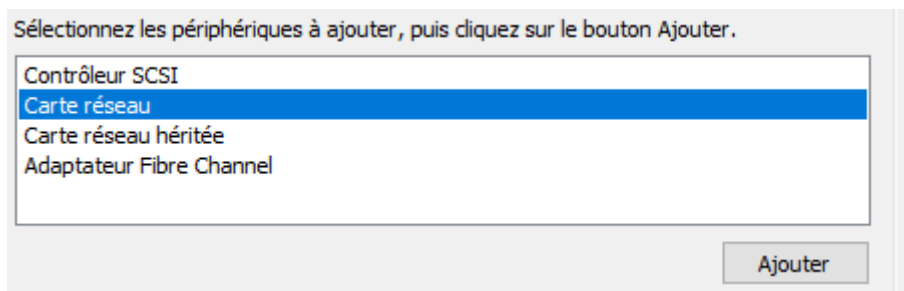 Sélectionnez les périphériques à ajouter, puis cliquez sur le bouton Ajouter.
Contrôleur SCSI
Carte réseau
Carte réseau héritée
Adaptateur Fibre Channel
Ajouter